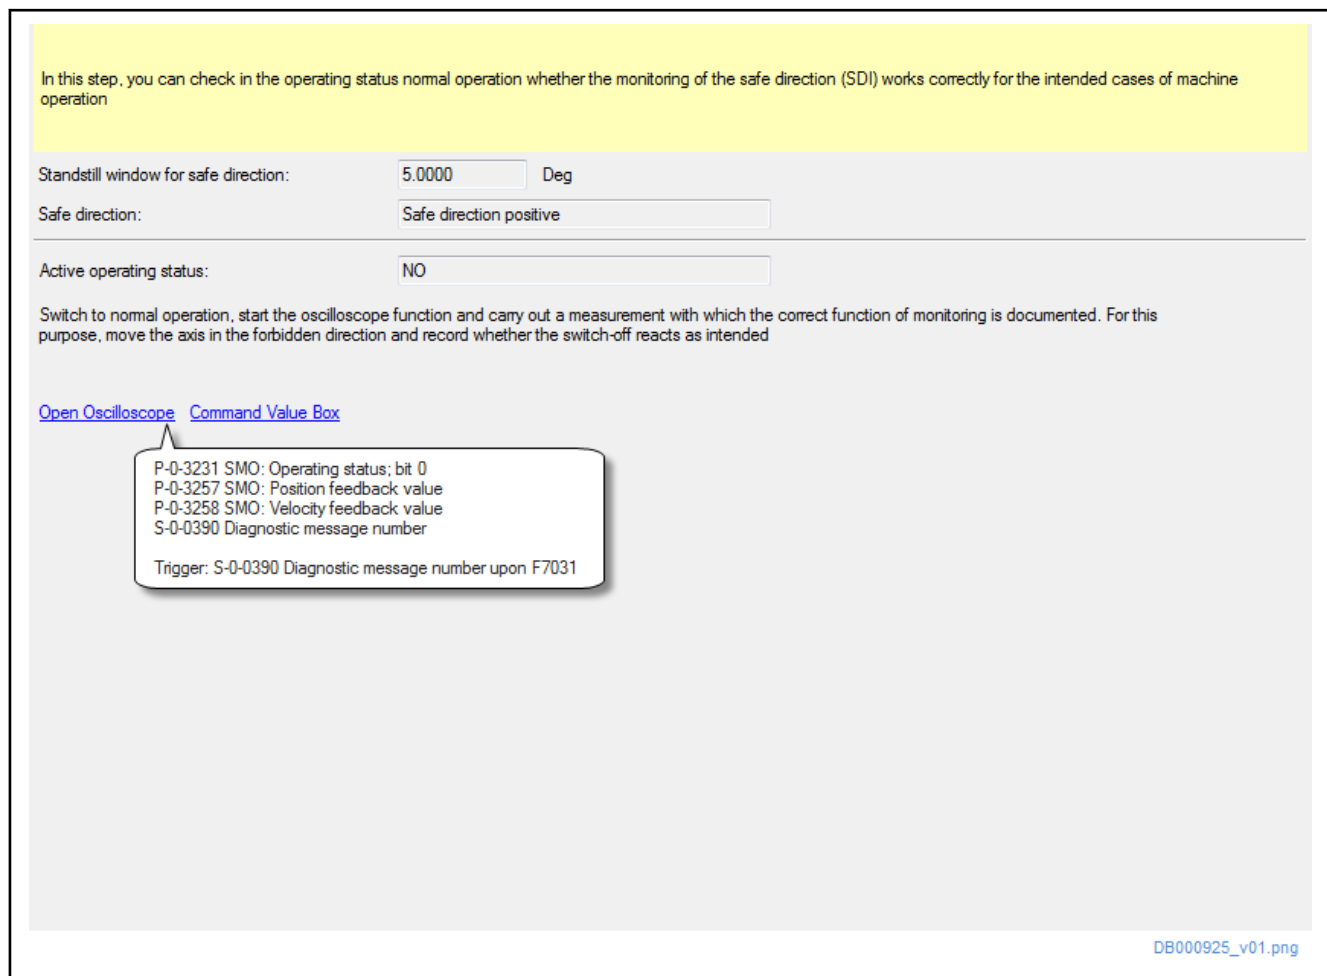 In this step, you can check in the operating status normal operation whether the monitoring of the safe direction (SDI) works correctly for the intended cases of machine
operation
Standstill window for safe direction: 5.0000 Deg
Safe direction: Safe direction positive
Active operating status: NO
Switch to normal operation, start the oscilloscope function and carry out a measurement with which the correct function of monitoring is documented. For this
purpose, move the axis in the forbidden direction and record whether the switch-off reacts as intended
Open Oscilloscope Command Value Box
P-0-3231 SMO: Operating status; bit 0
P-0-3257 SMO: Position feedback value
P-0-3258 SMO: Velocity feedback value
S-0-0390 Diagnostic message number
Trigger: S-0-0390 Diagnostic message number upon F7031
DB000925_v01.png